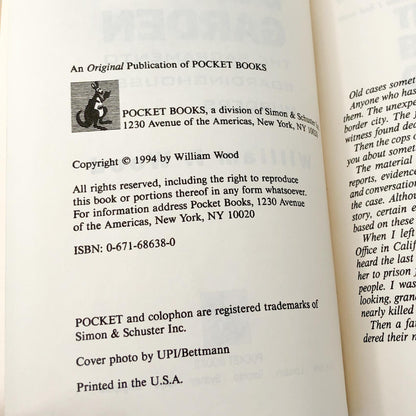 An Original Publication of POCKET BOOKS
POCKET BOOKS, a division of Simon & Schuster
1230 Avenue of the Americas, New York, NY 10020
Copyright © 1994 by William Wood
All rights reserved, including the right to reproduce
this book or portions thereof in any form whatsoever.
For information address Pocket Books, 1230 Avenue
of the Americas, New York, NY 10020
ISBN: 0-671-68638-0
POCKET and colophon are registered trademarks of
Simon & Schuster Inc.
Cover photo by UPI/Bettmann
Printed in the U.S.A.
Old cases some
Anyone who has
them. The unexp
border city. The
witness found dec
Then the cops o
you about someti
The material
reports, evidence
and conversation
the case. Althou
story, certain e
based on these
When I left
Office in Calif
heard the last
her to prison
people. I was
looking, grand
nearly killed
Then a fa
dered their n